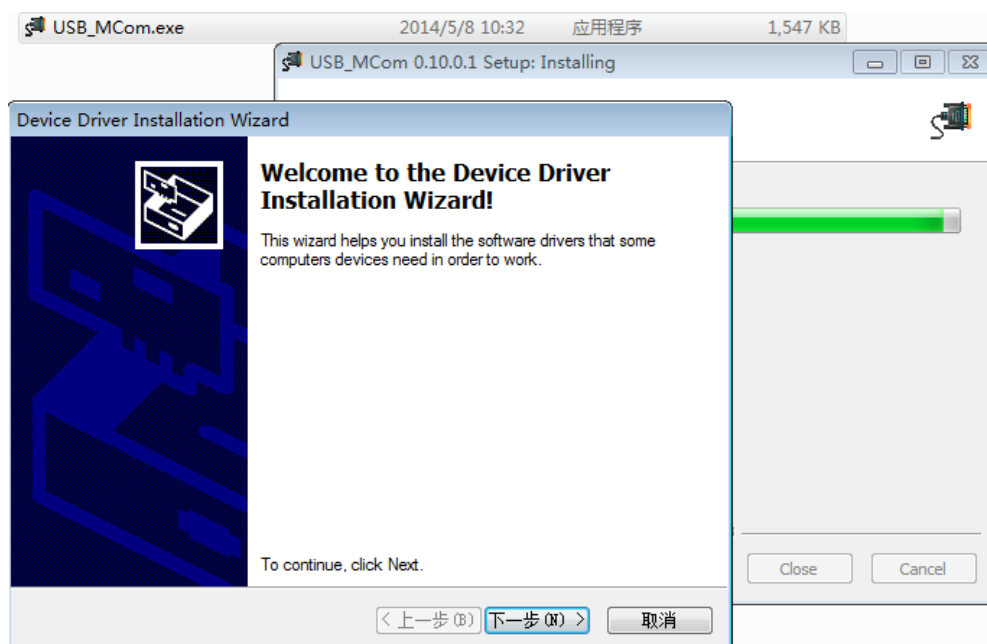 USB_MCom.exe 2014/5/8 10:32 应用程序 1,547 KB
USB_MCom 0.10.0.1 Setup: Installing
Device Driver Installation Wizard
Welcome to the Device Driver
Installation Wizard!
This wizard helps you install the software drivers that some
computers devices need in order to work.
To continue, click Next.
Close Cancel
< 上一步(B) 下一步(N) > 取消